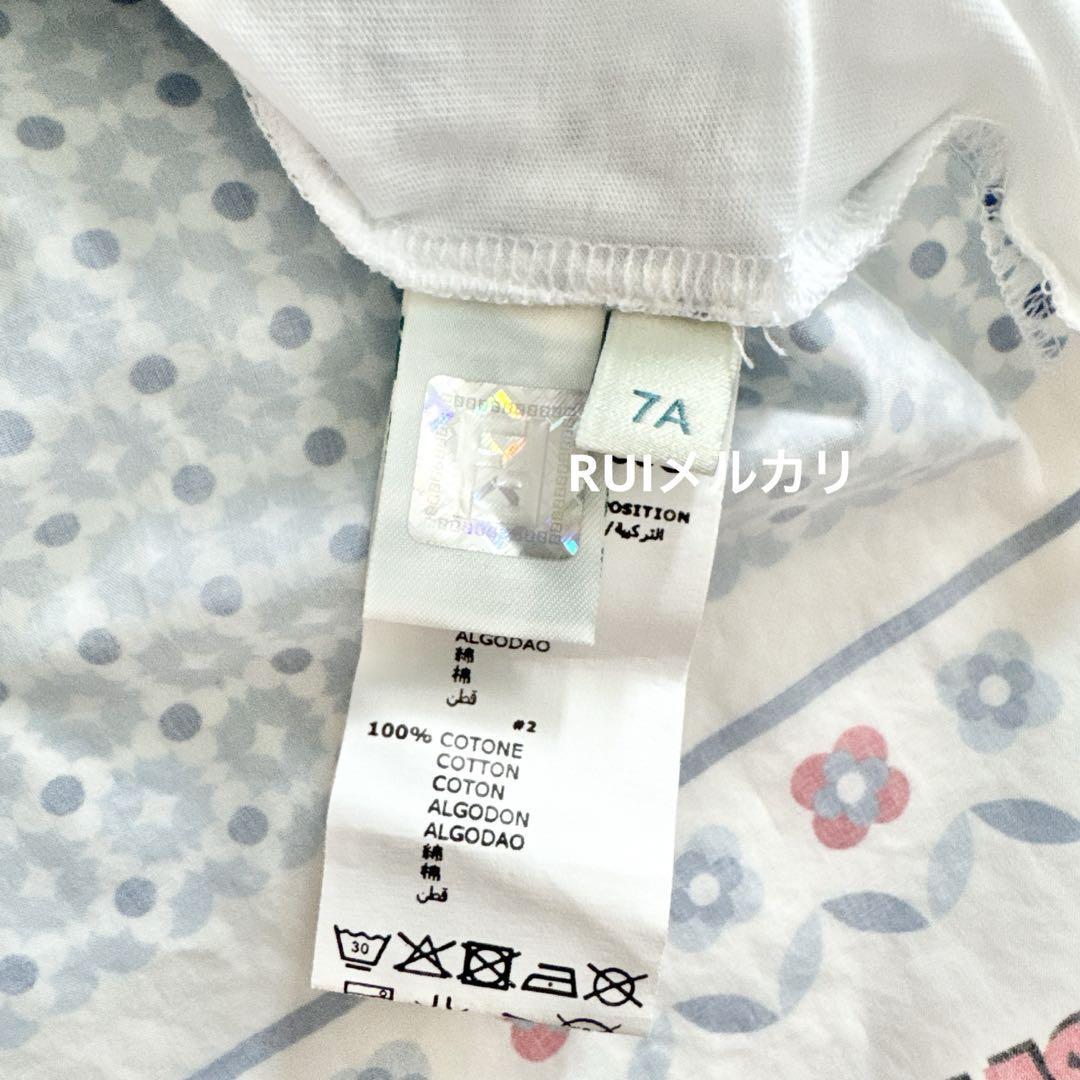 7A
RUIメルカリ
POSITION
التركيبة/
ALGODAO
綿
棉
قطن
#2
100% COTONE
COTTON
COTON
ALGODON
ALGODAO
綿
棉
قطن
30